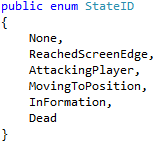 public enum StateID
{
None,
ReachedScreenEdge,
AttackingPlayer,
MovingToPosition,
InFormation,
Dead
}